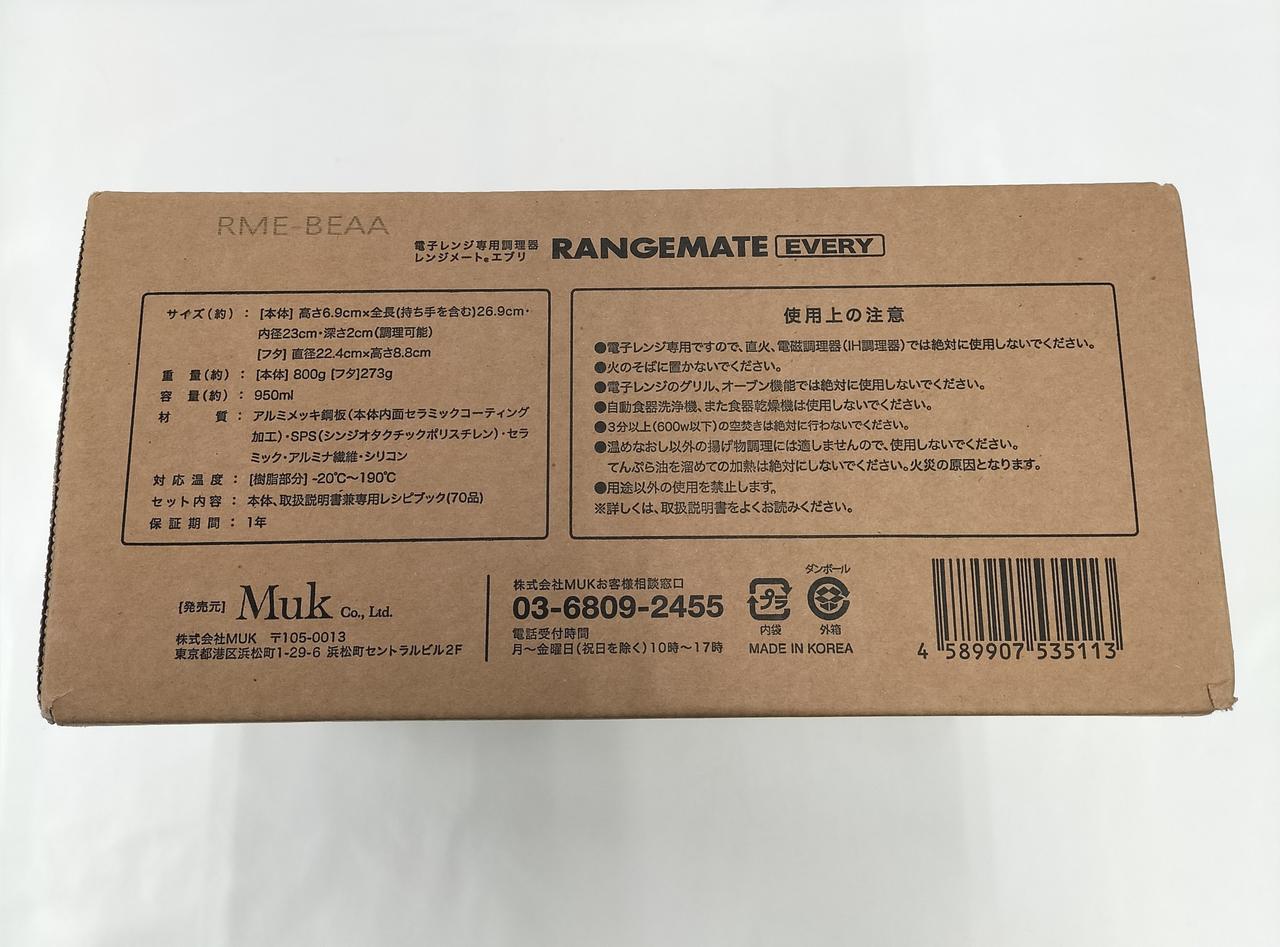 RME-BEAA
電子レンジ専用調理器
レンジメート®エブリ
RANGEMATE EVERY
サイズ(約) : [本体] 高さ6.9cm×全長(持ち手を含む)26.9cm・
内径23cm・深さ2cm(調理可能)
[フタ] 直径22.4cm×高さ8.8cm
重量(約) : [本体] 800g [フタ]273g
容量(約) : 950ml
材質 : アルミメッキ鋼板(本体内面セラミックコーティング
加工)・SPS(シンジオタクチックポリスチレン)・セラ
ミック・アルミナ繊維・シリコン
対応温度 : [樹脂部分] -20℃〜190℃
セット内容 : 本体、取扱説明書兼専用レシピブック(70品)
保証期間 : 1年
使用上の注意
●電子レンジ専用ですので、直火、電磁調理器(IH調理器)では絶対に使用しないでください。
●火のそばに置かないでください。
●電子レンジのグリル、オーブン機能では絶対に使用しないでください。
●自動食器洗浄機、また食器乾燥機は使用しないでください。
●3分以上(600w以下)の空焚きは絶対に行わないでください。
●温めなおし以外の揚げ物調理には適しませんので、使用しないでください。
てんぷら油を溜めての加熱は絶対にしないでください。火災の原因となります。
●用途以外の使用を禁止します。
※詳しくは、取扱説明書をよくお読みください。
[発売元] Muk Co., Ltd.
株式会社MUK 〒105-0013
東京都港区浜松町1-29-6 浜松町セントラルビル2F
株式会社MUKお客様相談窓口
03-6809-2455
電話受付時間
月〜金曜日(祝日を除く)10時〜17時
プラ
内袋
ダンボール
外箱
MADE IN KOREA
4 589907 535113